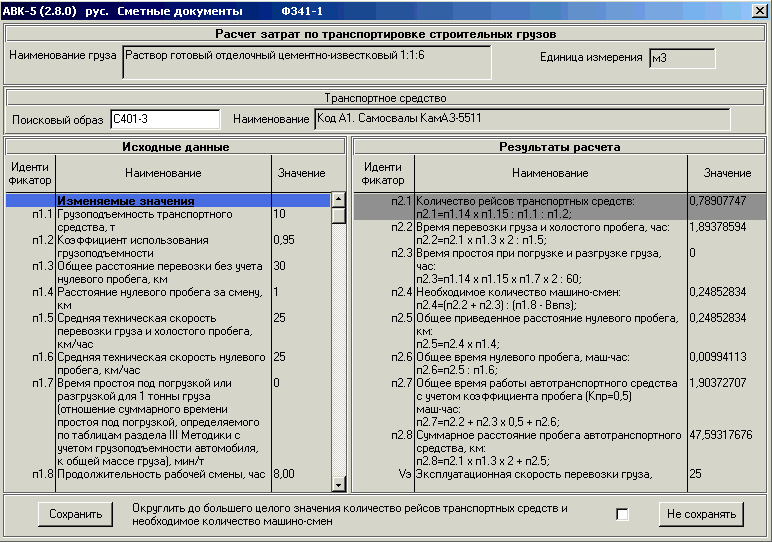 АВК-5 (2.8.0) рус. Сметные документы Ф341-1
Расчет затрат по транспортировке строительных грузов
Наименование груза Раствор готовый отделочный цементно-известковый 1:1:6 Единица измерения м3
Транспортное средство
Поисковый образ С401-3 Наименование Код А1. Самосвалы КамАЗ-5511
Исходные данные
Иденти
фикатор
Наименование
Значение
Изменяемые значения
п1.1 Грузоподъемность транспортного 10
средства, т
п1.2 Коэффициент использования 0,95
грузоподъемности
п1.3 Общее расстояние перевозки без учета 30
нулевого пробега, км
п1.4 Расстояние нулевого пробега за смену, 1
км
п1.5 Средняя техническая скорость 25
перевозки груза и холостого пробега,
км/час
п1.6 Средняя техническая скорость нулевого 25
пробега, км/час
п1.7 Время простоя под погрузкой или 0
разгрузкой для 1 тонны груза
(отношение суммарного времени
простоя под погрузкой, определяемого
по таблицам раздела III Методики с
учетом грузоподъемности автомобиля,
к общей массе груза), мин/т
п1.8 Продолжительность рабочей смены, час 8,00
Результаты расчета
Иденти
фикатор
Наименование
Значение
п2.1 Количество рейсов транспортных средств: 0,78907747
п2.1=п1.14 х п1.15 : п1.1 : п1.2;
п2.2 Время перевозки груза и холостого пробега, час: 1,89378594
п2.2=п2.1 х п1.3 х 2 : п1.5;
п2.3 Время простоя при погрузке и разгрузке груза, 0
час:
п2.3=п1.14 х п1.15 х п1.7 х 2 : 60;
п2.4 Необходимое количество машино-смен: 0,24852834
п2.4=(п2.2 + п2.3) : (п1.8 - Ввпз);
п2.5 Общее приведенное расстояние нулевого пробега, 0,24852834
км:
п2.5=п2.4 х п1.4;
п2.6 Общее время нулевого пробега, маш-час: 0,00994113
п2.6=п2.5 : п1.6;
п2.7 Общее время работы автотранспортного средства 1,90372707
с учетом коэффициента пробега (Кпр=0,5)
маш-час:
п2.7=п2.2 + п2.3 х 0,5 + п2.6;
п2.8 Суммарное расстояние пробега автотранспортного 47,59317676
средства, км:
п2.8=п2.1 х п1.3 х 2 + п2.5;
Vэ Эксплуатационная скорость перевозки груза, 25
Сохранить
Округлить до большего целого значения количество рейсов транспортных средств и
необходимое количество машино-смен
Не сохранять